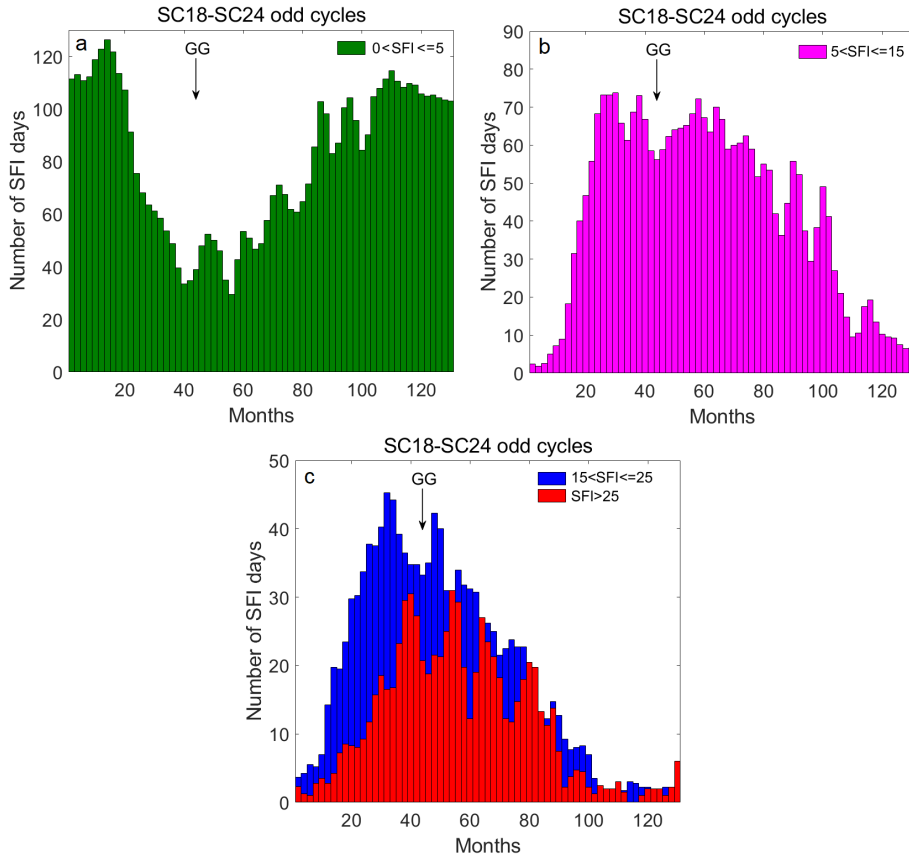 SC18-SC24 odd cycles
a
GG
0<SFI<=5
Number of SFI days
120
100
80
60
40
20
0
20 40 60 80 100 120
Months
SC18-SC24 odd cycles
b
GG
5<SFI<=15
Number of SFI days
90
80
70
60
50
40
30
20
10
0
20 40 60 80 100 120
Months
SC18-SC24 odd cycles
c
GG
15<SFI<=25
SFI>25
Number of SFI days
50
40
30
20
10
0
20 40 60 80 100 120
Months